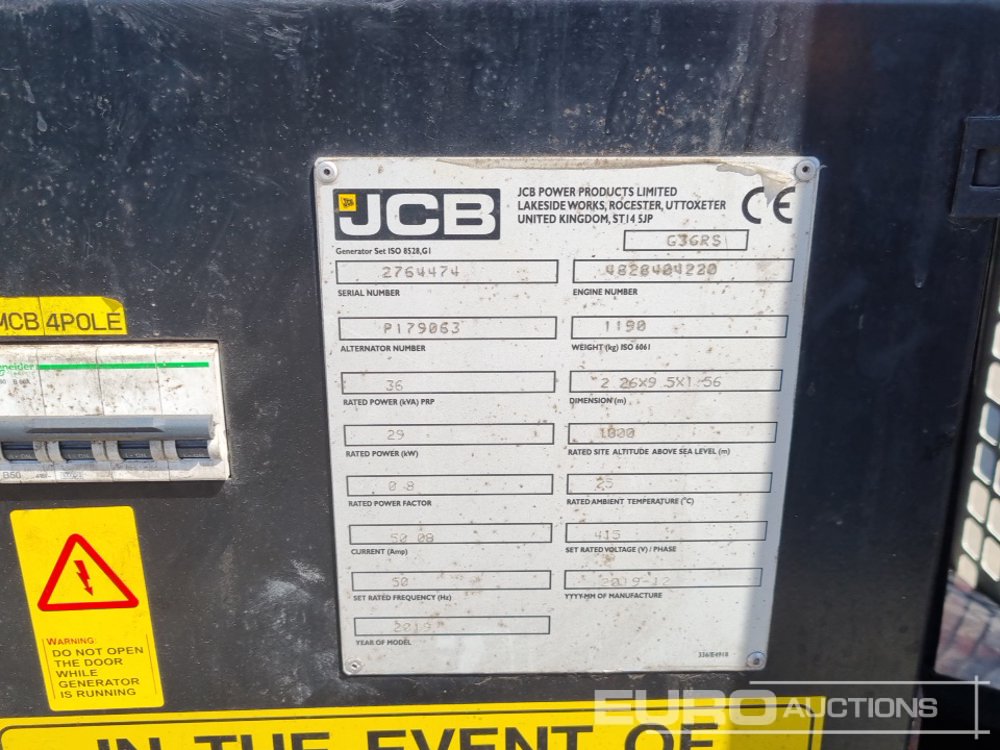 JCB
JCB POWER PRODUCTS LIMITED
LAKESIDE WORKS, ROCESTER, UTTOXETER
UNITED KINGDOM, ST14 5JP
CE
G36RS
Generator Set ISO 8528,G1
2764474
SERIAL NUMBER
4828404220
ENGINE NUMBER
P179063
ALTERNATOR NUMBER
1190
WEIGHT (kg) ISO 6061
36
RATED POWER (kVA) PRP
2 26X9 5X1 56
DIMENSION (m)
29
RATED POWER (kW)
1000
RATED SITE ALTITUDE ABOVE SEA LEVEL (m)
0 8
RATED POWER FACTOR
25
RATED AMBIENT TEMPERATURE (°C)
50 08
CURRENT (Amp)
415
SET RATED VOLTAGE (V) / PHASE
50
SET RATED FREQUENCY (Hz)
2019-12
YYYY-MM OF MANUFACTURE
2019
YEAR OF MODEL
336/E4918
MCB 4POLE
WARNING:
DO NOT OPEN
THE DOOR
WHILE
GENERATOR
IS RUNNING
IN THE EVENT OF
EURO AUCTIONS